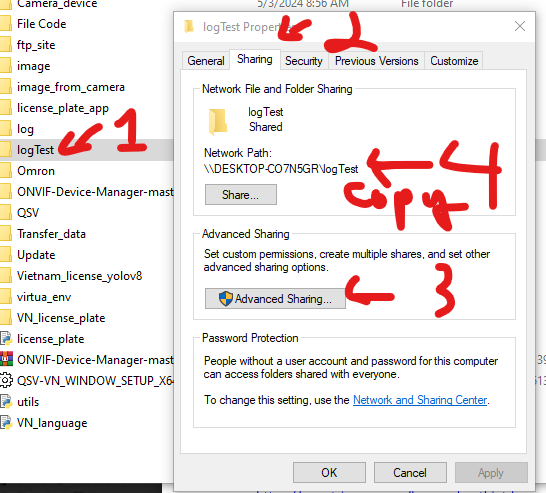 Camera_device
5/3/2024 8:56 AM
File folder
File Code
ftp_site
image
image_from_camera
license_plate_app
log
logTest
Omron
ONVIF-Device-Manager-mast
QSV
Transfer_data
Update
Vietnam_license_yolov8
virtua_env
VN_license_plate
license_plate
ONVIF-Device-Manager-mast
QSV-VN_WINDOW_SETUP_X64
utils
VN_language
1
logTest Properties
2
General
Sharing
Security
Previous Versions
Customize
Network File and Folder Sharing
logTest
Shared
Network Path:
\\DESKTOP-CO7N5GR\logTest
4
copy
Share...
Advanced Sharing
Set custom permissions, create multiple shares, and set other
advanced sharing options.
Advanced Sharing...
3
Password Protection
People without a user account and password for this computer
can access folders shared with everyone.
To change this setting, use the Network and Sharing Center.
OK
Cancel
Apply